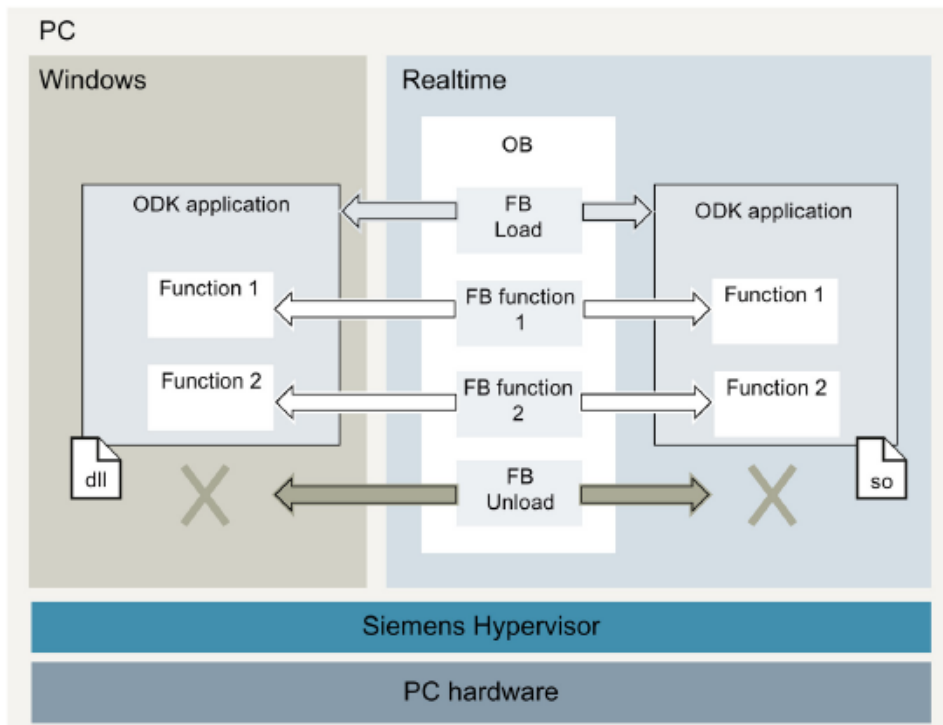 PC
Windows
Realtime
OB
ODK application
FB
Load
ODK application
Function 1
FB function
1
Function 1
Function 2
FB function
2
Function 2
dll
FB
Unload
so
Siemens Hypervisor
PC hardware